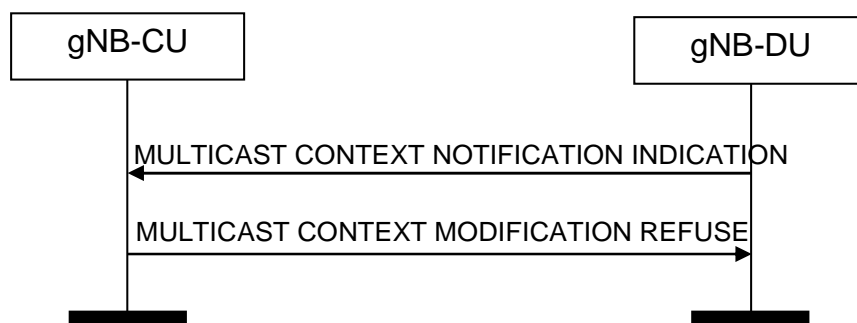 gNB-CU
gNB-DU
MULTICAST CONTEXT NOTIFICATION INDICATION
MULTICAST CONTEXT MODIFICATION REFUSE